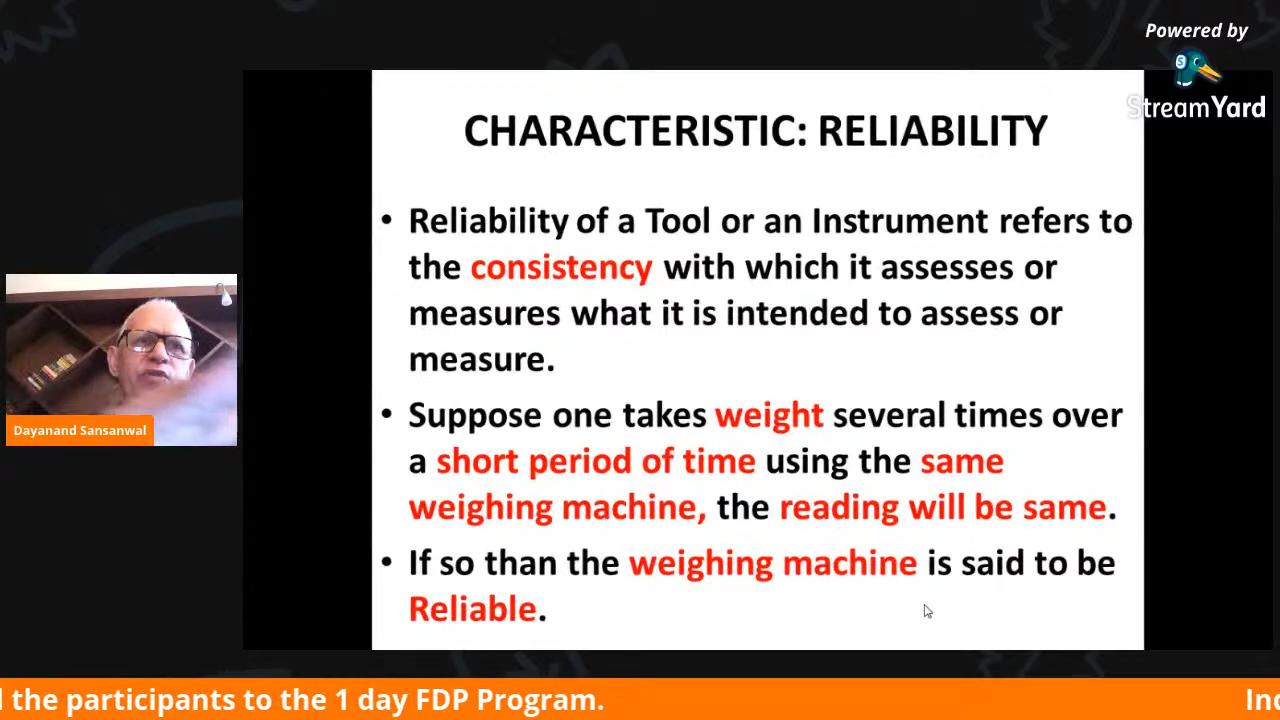 Powered by
StreamYard
CHARACTERISTIC: RELIABILITY
• Reliability of a Tool or an Instrument refers to
the consistency with which it assesses or
measures what it is intended to assess or
measure.
• Suppose one takes weight several times over
a short period of time using the same
weighing machine, the reading will be same.
• If so than the weighing machine is said to be
Reliable.
Dayanand Sansanwal
the participants to the 1 day FDP Program.